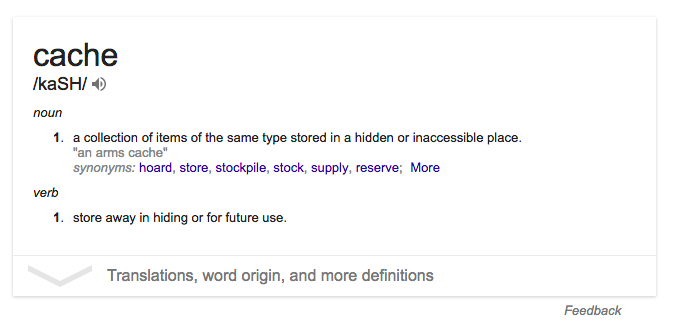 cache
/kaSH/
noun
1. a collection of items of the same type stored in a hidden or inaccessible place.
"an arms cache"
synonyms: hoard, store, stockpile, stock, supply, reserve; More
verb
1. store away in hiding or for future use.
Translations, word origin, and more definitions
Feedback